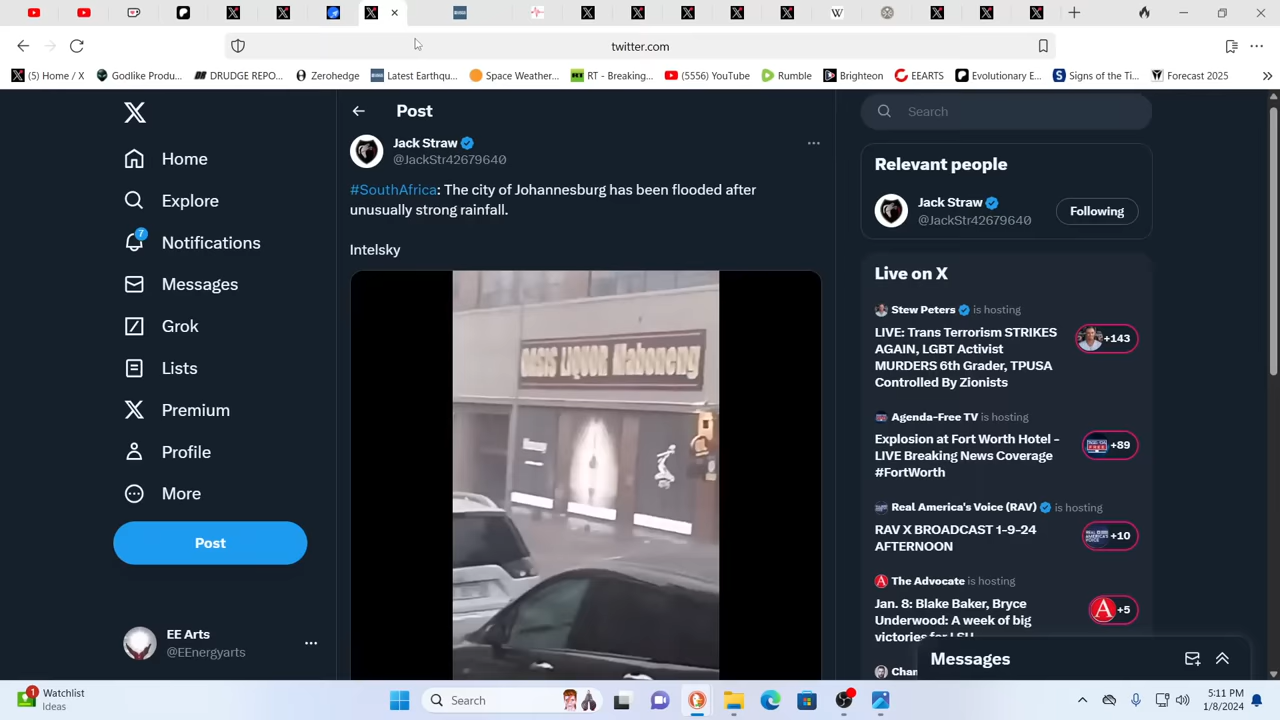 twitter.com
(5) Home / X
Godlike Produ...
DRUDGE REPO...
Zerohedge
Latest Earthqu...
Space Weather...
RT - Breaking...
(5556) YouTube
Rumble
Brighteon
EEARTS
Evolutionary E...
Signs of the Ti...
Forecast 2025
Home
Explore
7
Notifications
Messages
Grok
Lists
Premium
Profile
More
Post
EE Arts
@EEnergyarts
Post
Jack Straw
@JackStr42679640
#SouthAfrica: The city of Johannesburg has been flooded after
unusually strong rainfall.
Intelsky
OASIS LIQUOR Maboneng
Search
Relevant people
Jack Straw
@JackStr42679640
Following
Live on X
Stew Peters is hosting
LIVE: Trans Terrorism STRIKES
AGAIN, LGBT Activist
MURDERS 6th Grader, TPUSA
Controlled By Zionists
+143
Agenda-Free TV is hosting
Explosion at Fort Worth Hotel –
LIVE Breaking News Coverage
#FortWorth
+89
Real America's Voice (RAV) is hosting
RAV X BROADCAST 1-9-24
AFTERNOON
+10
The Advocate is hosting
Jan. 8: Blake Baker, Bryce
Underwood: A week of big
victories for LSU
+5
Messages
1
Watchlist
Ideas
Search
5:11 PM
1/8/2024